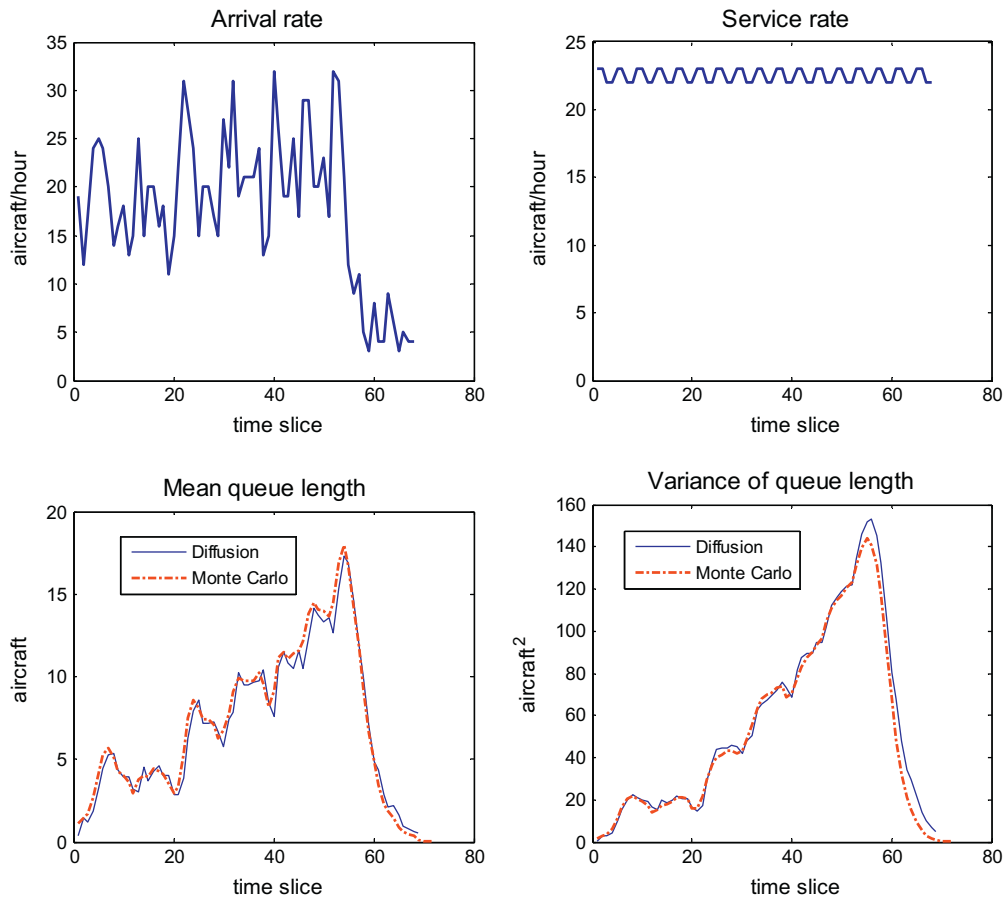 Arrival rate
35
30
25
20
15
10
5
0
0 20 40 60 80
aircraft/hour
time slice
Service rate
25
20
15
10
5
0
0 20 40 60 80
aircraft/hour
time slice
Mean queue length
20
15
10
5
0
0 20 40 60 80
aircraft
time slice
Diffusion
Monte Carlo
Variance of queue length
160
140
120
100
80
60
40
20
0
0 20 40 60 80
aircraft²
time slice
Diffusion
Monte Carlo